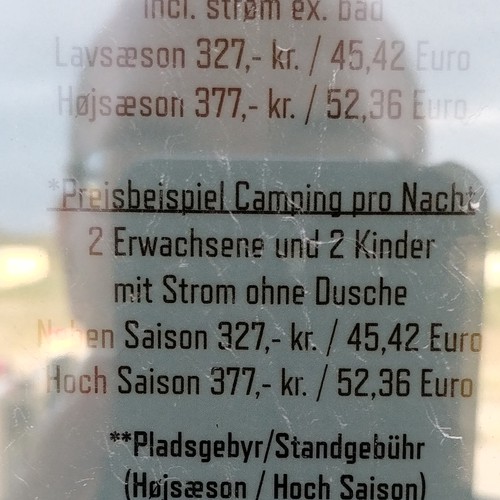 incl. strøm ex. bad
Lavsæson 327,- kr. / 45,42 Euro
Højsæson 377,- kr. / 52,36 Euro
*Preisbeispiel Camping pro Nacht
2 Erwachsene und 2 Kinder
mit Strom ohne Dusche
Neben Saison 327,- kr. / 45,42 Euro
Hoch Saison 377,- kr. / 52,36 Euro
**Pladsgebyr/Standgebühr
(Højsæson / Hoch Saison)